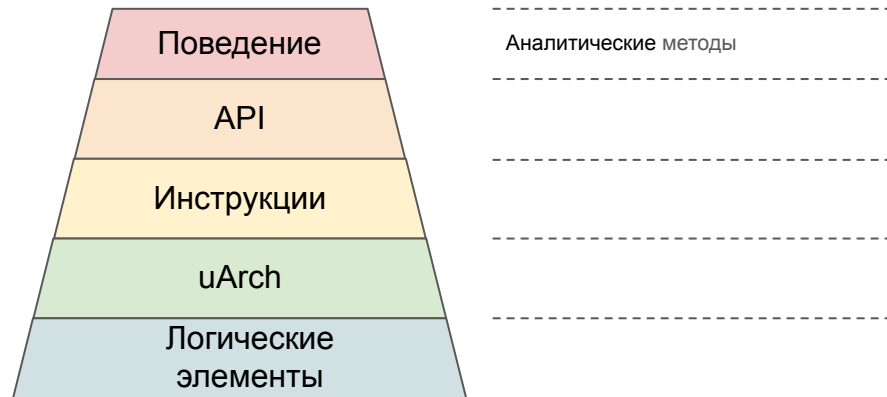 Поведение
Аналитические методы
API
Инструкции
uArch
Логические
элементы